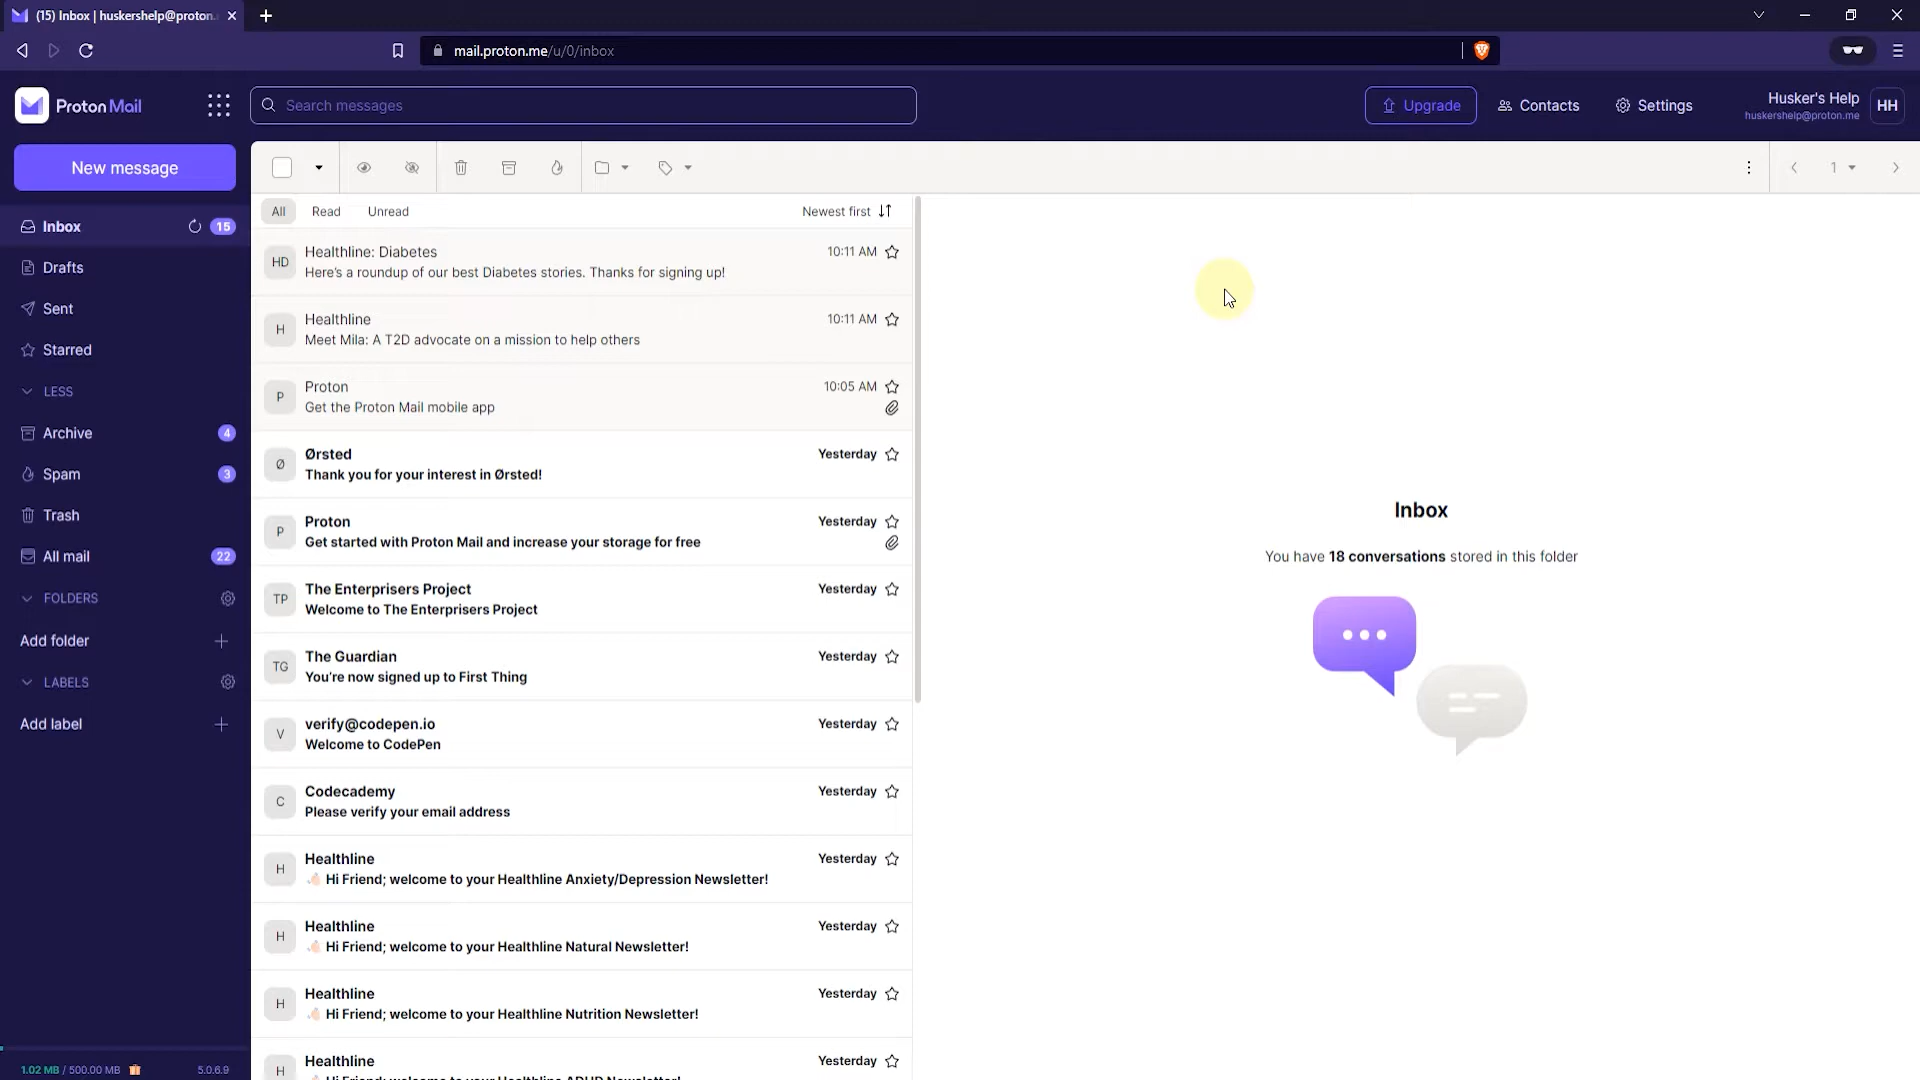 (15) Inbox | huskershelp@proton.
mail.proton.me/u/0/inbox
Proton Mail
Search messages
Upgrade
Contacts
Settings
Husker's Help
huskershelp@proton.me
HH
New message
1
Inbox
15
Drafts
Sent
Starred
LESS
Archive
4
Spam
3
Trash
All mail
22
FOLDERS
Add folder
LABELS
Add label
1.02 MB / 500.00 MB
5.0.6.9
All
Read
Unread
Newest first
HD
Healthline: Diabetes
10:11 AM
Here's a roundup of our best Diabetes stories. Thanks for signing up!
H
Healthline
10:11 AM
Meet Mila: A T2D advocate on a mission to help others
P
Proton
10:05 AM
Get the Proton Mail mobile app
Ø
Ørsted
Yesterday
Thank you for your interest in Ørsted!
P
Proton
Yesterday
Get started with Proton Mail and increase your storage for free
TP
The Enterprisers Project
Yesterday
Welcome to The Enterprisers Project
TG
The Guardian
Yesterday
You're now signed up to First Thing
V
verify@codepen.io
Yesterday
Welcome to CodePen
C
Codecademy
Yesterday
Please verify your email address
H
Healthline
Yesterday
Hi Friend; welcome to your Healthline Anxiety/Depression Newsletter!
H
Healthline
Yesterday
Hi Friend; welcome to your Healthline Natural Newsletter!
H
Healthline
Yesterday
Hi Friend; welcome to your Healthline Nutrition Newsletter!
H
Healthline
Yesterday
Hi Friend; welcome to your Healthline ADHD Newsletter!
Inbox
You have 18 conversations stored in this folder